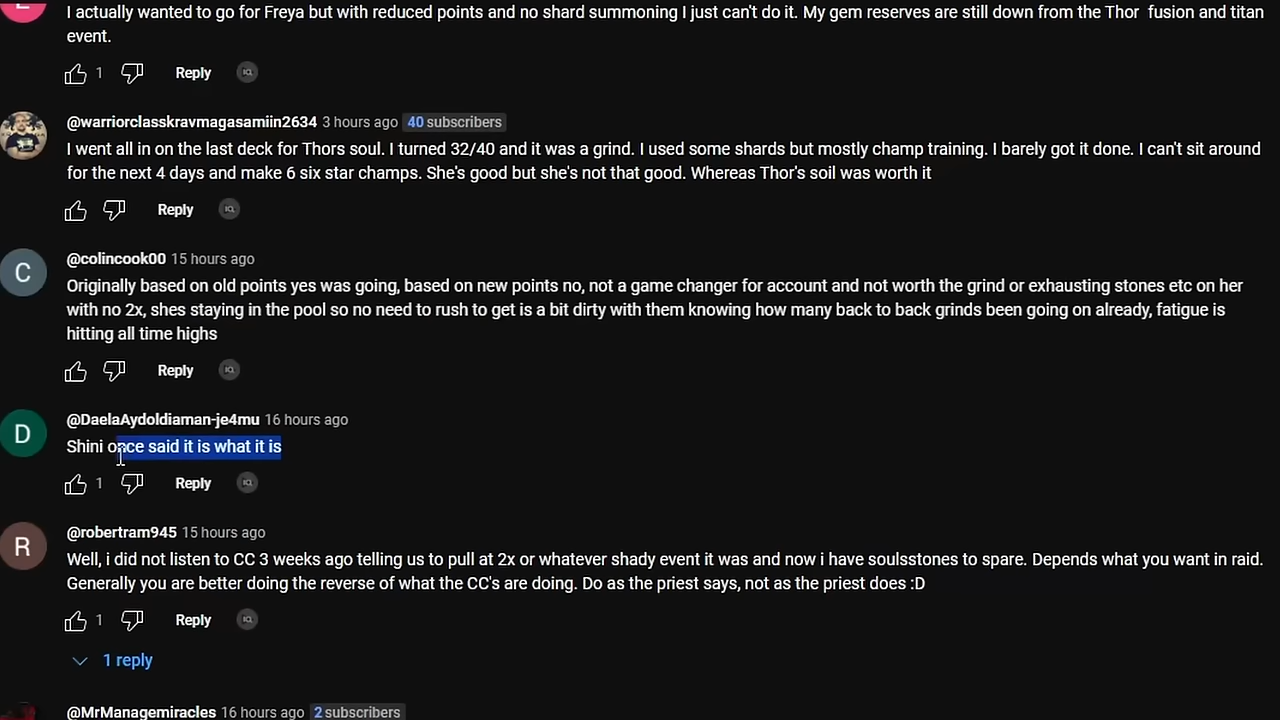 I actually wanted to go for Freya but with reduced points and no shard summoning I just can't do it. My gem reserves are still down from the Thor fusion and titan
event.
1 Reply
@warriorclasskravmagasamiin2634 3 hours ago 40 subscribers
I went all in on the last deck for Thors soul. I turned 32/40 and it was a grind. I used some shards but mostly champ training. I barely got it done. I can't sit around
for the next 4 days and make 6 six star champs. She's good but she's not that good. Whereas Thor's soil was worth it
Reply
C
@colincook00 15 hours ago
Originally based on old points yes was going, based on new points no, not a game changer for account and not worth the grind or exhausting stones etc on her
with no 2x, shes staying in the pool so no need to rush to get is a bit dirty with them knowing how many back to back grinds been going on already, fatigue is
hitting all time highs
Reply
D
@DaelaAydoldiaman-je4mu 16 hours ago
Shini once said it is what it is
1 Reply
R
@robertram945 15 hours ago
Well, i did not listen to CC 3 weeks ago telling us to pull at 2x or whatever shady event it was and now i have soulsstones to spare. Depends what you want in raid.
Generally you are better doing the reverse of what the CC's are doing. Do as the priest says, not as the priest does :D
1 Reply
1 reply
@MrManagemiracles 16 hours ago 2 subscribers